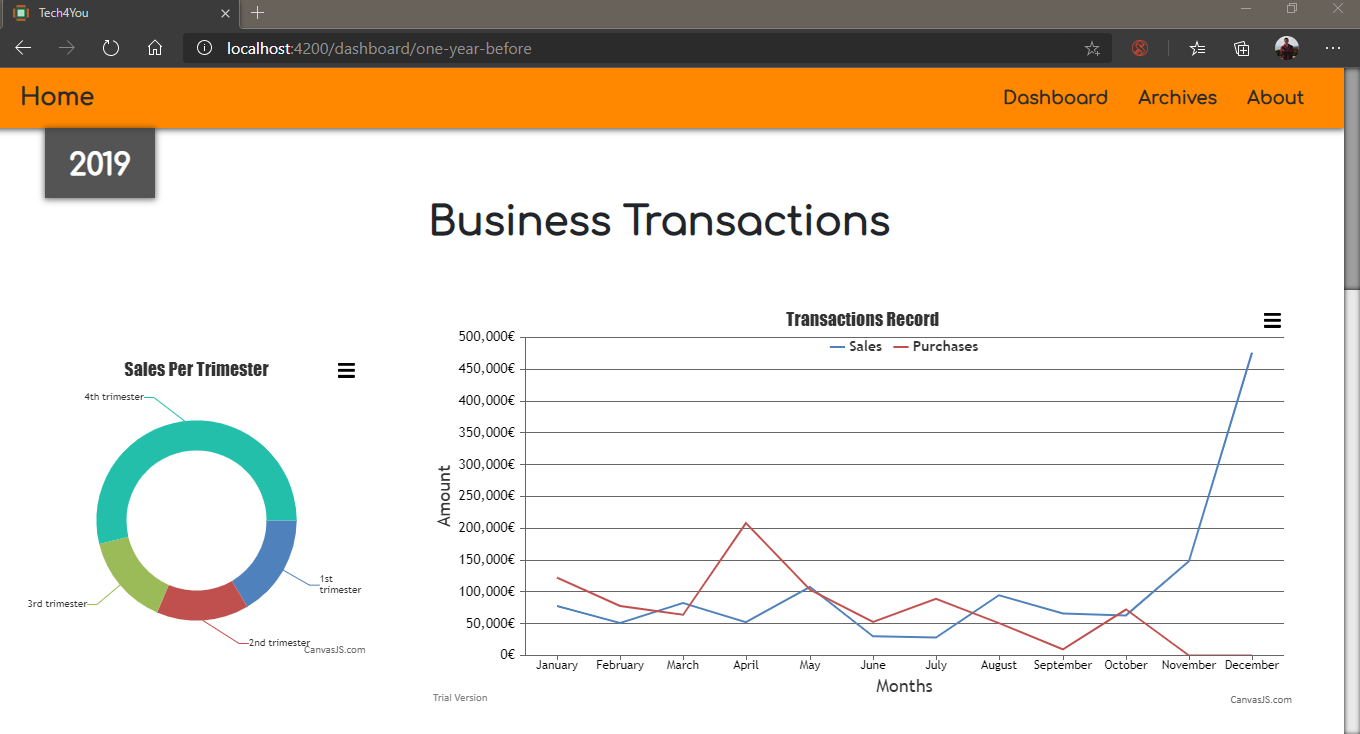 Tech4You
localhost:4200/dashboard/one-year-before
Home
Dashboard
Archives
About
2019
Business Transactions
Sales Per Trimester
4th trimester
1st
trimester
3rd trimester
2nd trimester
CanvasJS.com
Transactions Record
Sales
Purchases
500,000€
450,000€
400,000€
350,000€
300,000€
250,000€
200,000€
150,000€
100,000€
50,000€
0€
Amount
January February March April May June July August September October November December
Months
Trial Version
CanvasJS.com